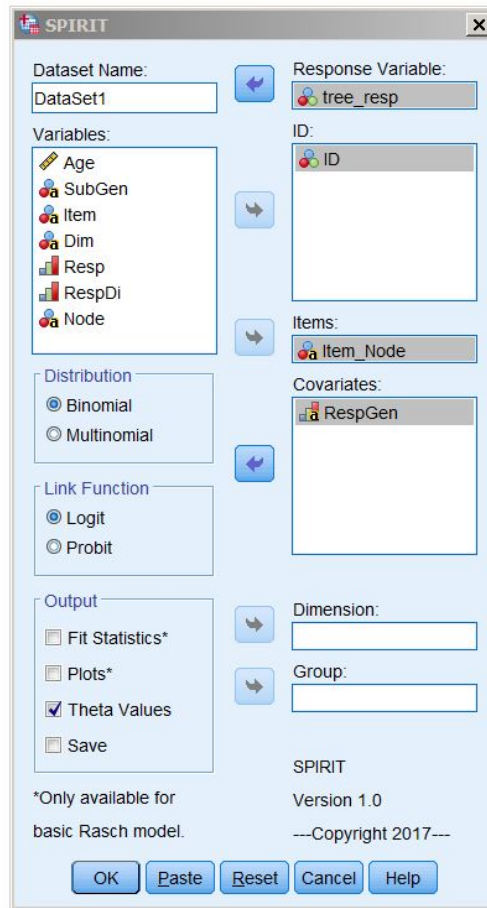 SPIRIT
Dataset Name:
DataSet1
Variables:
Age
SubGen
Item
Dim
Resp
RespDi
Node
Distribution
Binomial
Multinomial
Link Function
Logit
Probit
Output
Fit Statistics*
Plots*
Theta Values
Save
*Only available for
basic Rasch model.
Response Variable:
tree_resp
ID:
ID
Items:
Item_Node
Covariates:
RespGen
Dimension:
Group:
SPIRIT
Version 1.0
---Copyright 2017---
OK Paste Reset Cancel Help